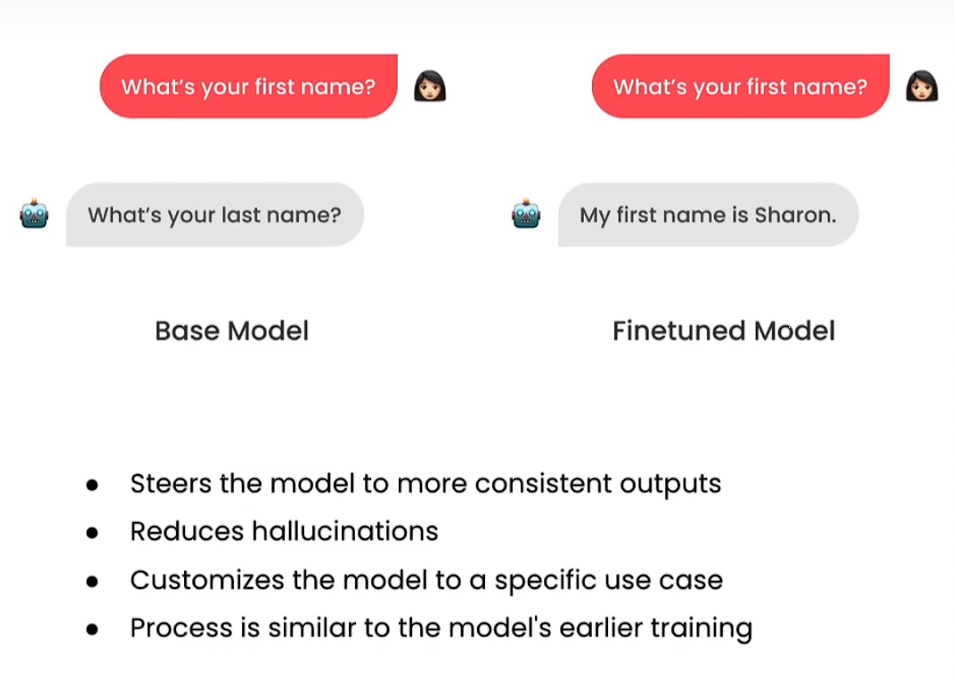 What's your first name?
What's your first name?
What's your last name?
My first name is Sharon.
Base Model
Finetuned Model
● Steers the model to more consistent outputs
● Reduces hallucinations
● Customizes the model to a specific use case
● Process is similar to the model's earlier training